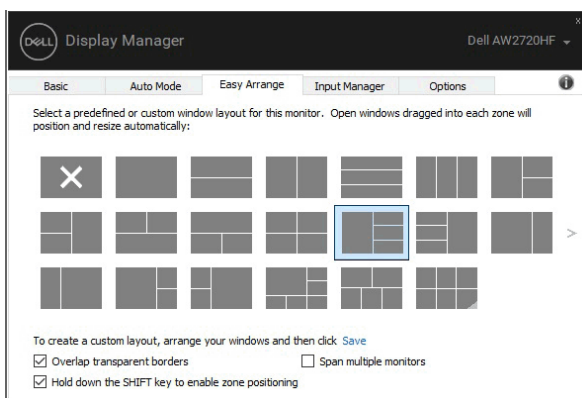 DELL Display Manager
Dell AW2720HF
Basic Auto Mode Easy Arrange Input Manager Options
Select a predefined or custom window layout for this monitor. Open windows dragged into each zone will
position and resize automatically:
To create a custom layout, arrange your windows and then click Save
Overlap transparent borders
Span multiple monitors
Hold down the SHIFT key to enable zone positioning